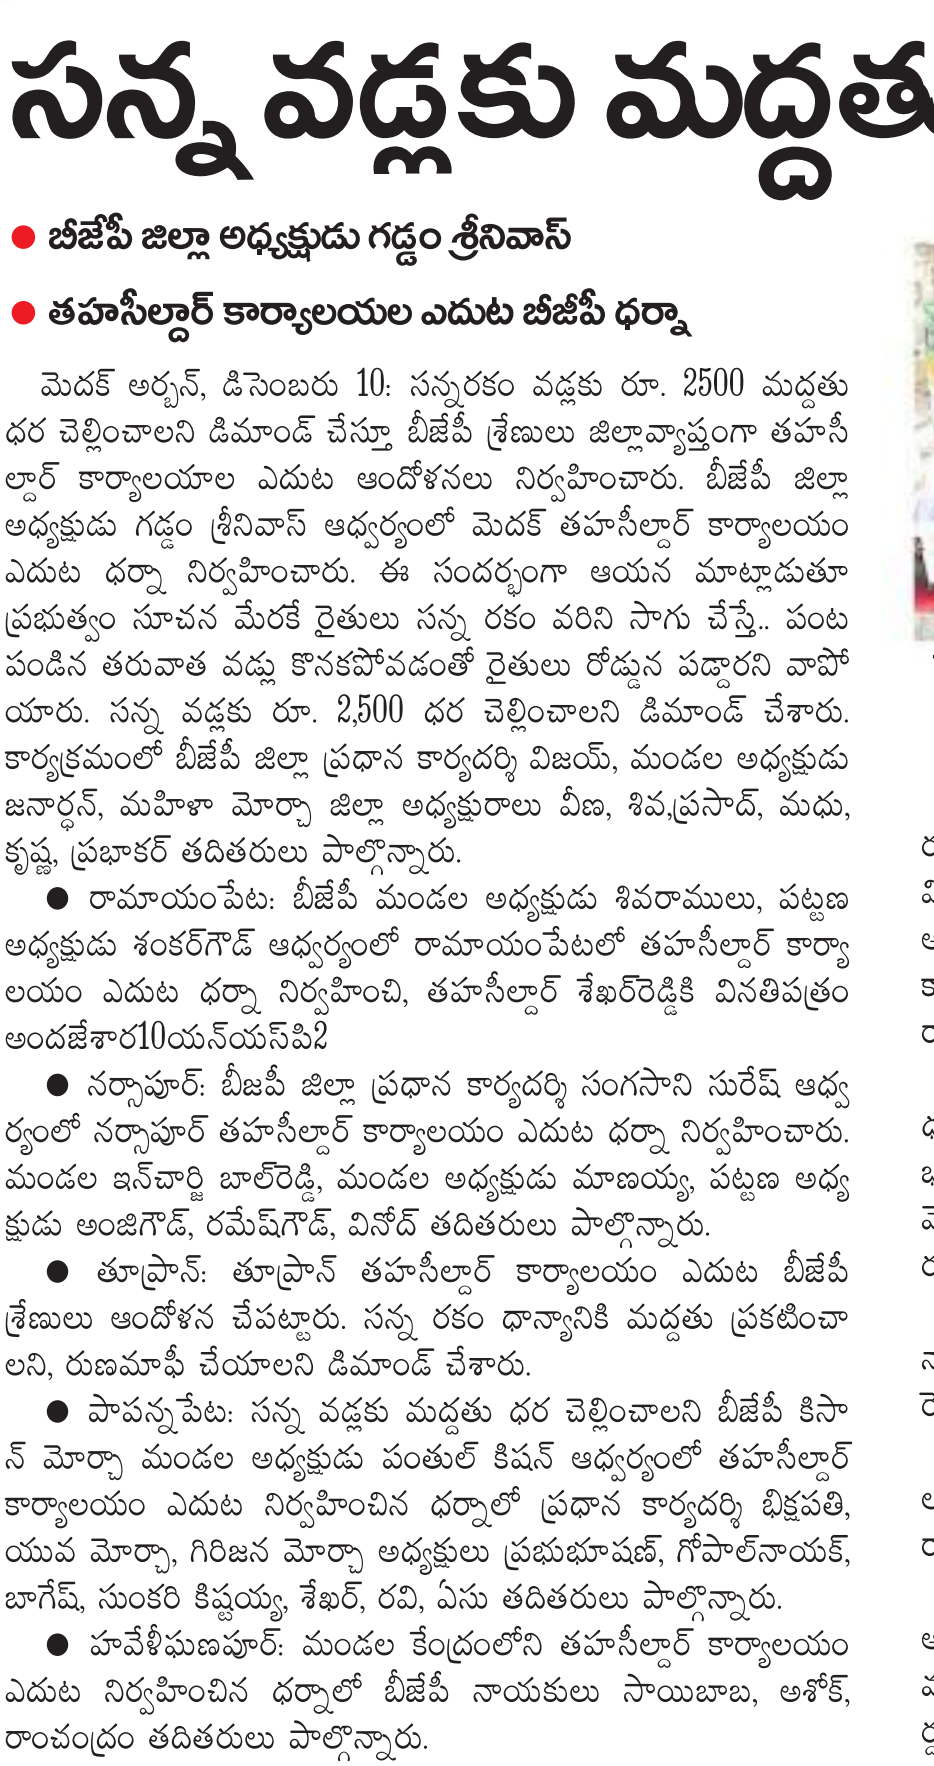 సన్న వడ్లకు మద్దతు
● బీజేపీ జిల్లా అధ్యక్షుడు గడ్డం శ్రీనివాస్
● తహసీల్దార్ కార్యాలయల ఎదుట బీజీపీ ధర్నా
మెదక్ అర్బన్, డిసెంబరు 10: సన్నరకం వడ్లకు రూ. 2500 మద్దతు
ధర చెల్లించాలని డిమాండ్ చేస్తూ బీజేపీ శ్రేణులు జిల్లావ్యాప్తంగా తహసీ
ల్దార్ కార్యాలయాల ఎదుట ఆందోళనలు నిర్వహించారు. బీజేపీ జిల్లా
అధ్యక్షుడు గడ్డం శ్రీనివాస్ ఆధ్వర్యంలో మెదక్ తహసీల్దార్ కార్యాలయం
ఎదుట ధర్నా నిర్వహించారు. ఈ సందర్భంగా ఆయన మాట్లాడుతూ
ప్రభుత్వం సూచన మేరకే రైతులు సన్న రకం వరిని సాగు చేస్తే.. పంట
పండిన తరువాత వడ్లు కొనకపోవడంతో రైతులు రోడ్డున పడ్డారని వాపో
యారు. సన్న వడ్లకు రూ. 2,500 ధర చెల్లించాలని డిమాండ్ చేశారు.
కార్యక్రమంలో బీజేపీ జిల్లా ప్రధాన కార్యదర్శి విజయ్, మండల అధ్యక్షుడు
జనార్ధన్, మహిళా మోర్చా జిల్లా అధ్యక్షురాలు వీణ, శివ,ప్రసాద్, మధు,
కృష్ణ, ప్రభాకర్ తదితరులు పాల్గొన్నారు.
● రామాయంపేట: బీజేపీ మండల అధ్యక్షుడు శివరాములు, పట్టణ
అధ్యక్షుడు శంకర్‌గౌడ్ ఆధ్వర్యంలో రామాయంపేటలో తహసీల్దార్ కార్యా
లయం ఎదుట ధర్నా నిర్వహించి, తహసీల్దార్ శేఖర్‌రెడ్డికి వినతిపత్రం
అందజేశార10యన్‌యస్‌పి2
● నర్సాపూర్: బీజపీ జిల్లా ప్రధాన కార్యదర్శి సంగసాని సురేష్ ఆధ్వ
ర్యంలో నర్సాపూర్ తహసీల్దార్ కార్యాలయం ఎదుట ధర్నా నిర్వహించారు.
మండల ఇన్‌చార్జి బాల్‌రెడ్డి, మండల అధ్యక్షుడు మాణయ్య, పట్టణ అధ్య
క్షుడు అంజిగౌడ్, రమేష్‌గౌడ్, వినోద్ తదితరులు పాల్గొన్నారు.
● తూప్రాన్: తూప్రాన్ తహసీల్దార్ కార్యాలయం ఎదుట బీజేపీ
శ్రేణులు ఆందోళన చేపట్టారు. సన్న రకం ధాన్యానికి మద్దతు ప్రకటించా
లని, రుణమాఫీ చేయాలని డిమాండ్ చేశారు.
● పాపన్నపేట: సన్న వడ్లకు మద్దతు ధర చెల్లించాలని బీజేపీ కిసా
న్ మోర్చా మండల అధ్యక్షుడు పంతుల్ కిషన్ ఆధ్వర్యంలో తహసీల్దార్
కార్యాలయం ఎదుట నిర్వహించిన ధర్నాలో ప్రధాన కార్యదర్శి భిక్షపతి,
యువ మోర్చా, గిరిజన మోర్చా అధ్యక్షులు ప్రభుభూషణ్, గోపాల్‌నాయక్,
బాగేష్, సుంకరి కిష్టయ్య, శేఖర్, రవి, ఏసు తదితరులు పాల్గొన్నారు.
● హవేళీఘణపూర్: మండల కేంద్రంలోని తహసీల్దార్ కార్యాలయం
ఎదుట నిర్వహించిన ధర్నాలో బీజేపీ నాయకులు సాయిబాబ, అశోక్,
రాంచంద్రం తదితరులు పాల్గొన్నారు.